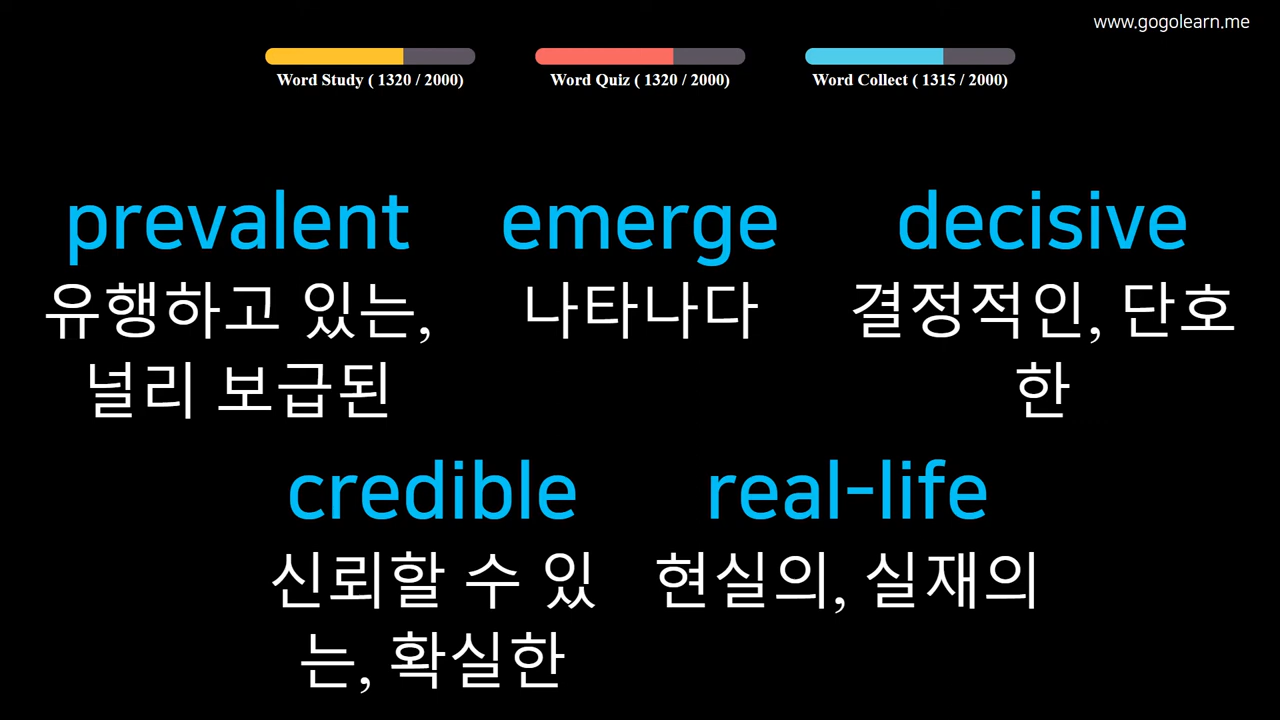 www.gogolearn.me
Word Study ( 1320 / 2000)
Word Quiz ( 1320 / 2000)
Word Collect ( 1315 / 2000)
prevalent
유행하고 있는,
널리 보급된
emerge
나타나다
decisive
결정적인, 단호
한
credible
신뢰할 수 있
는, 확실한
real-life
현실의, 실재의